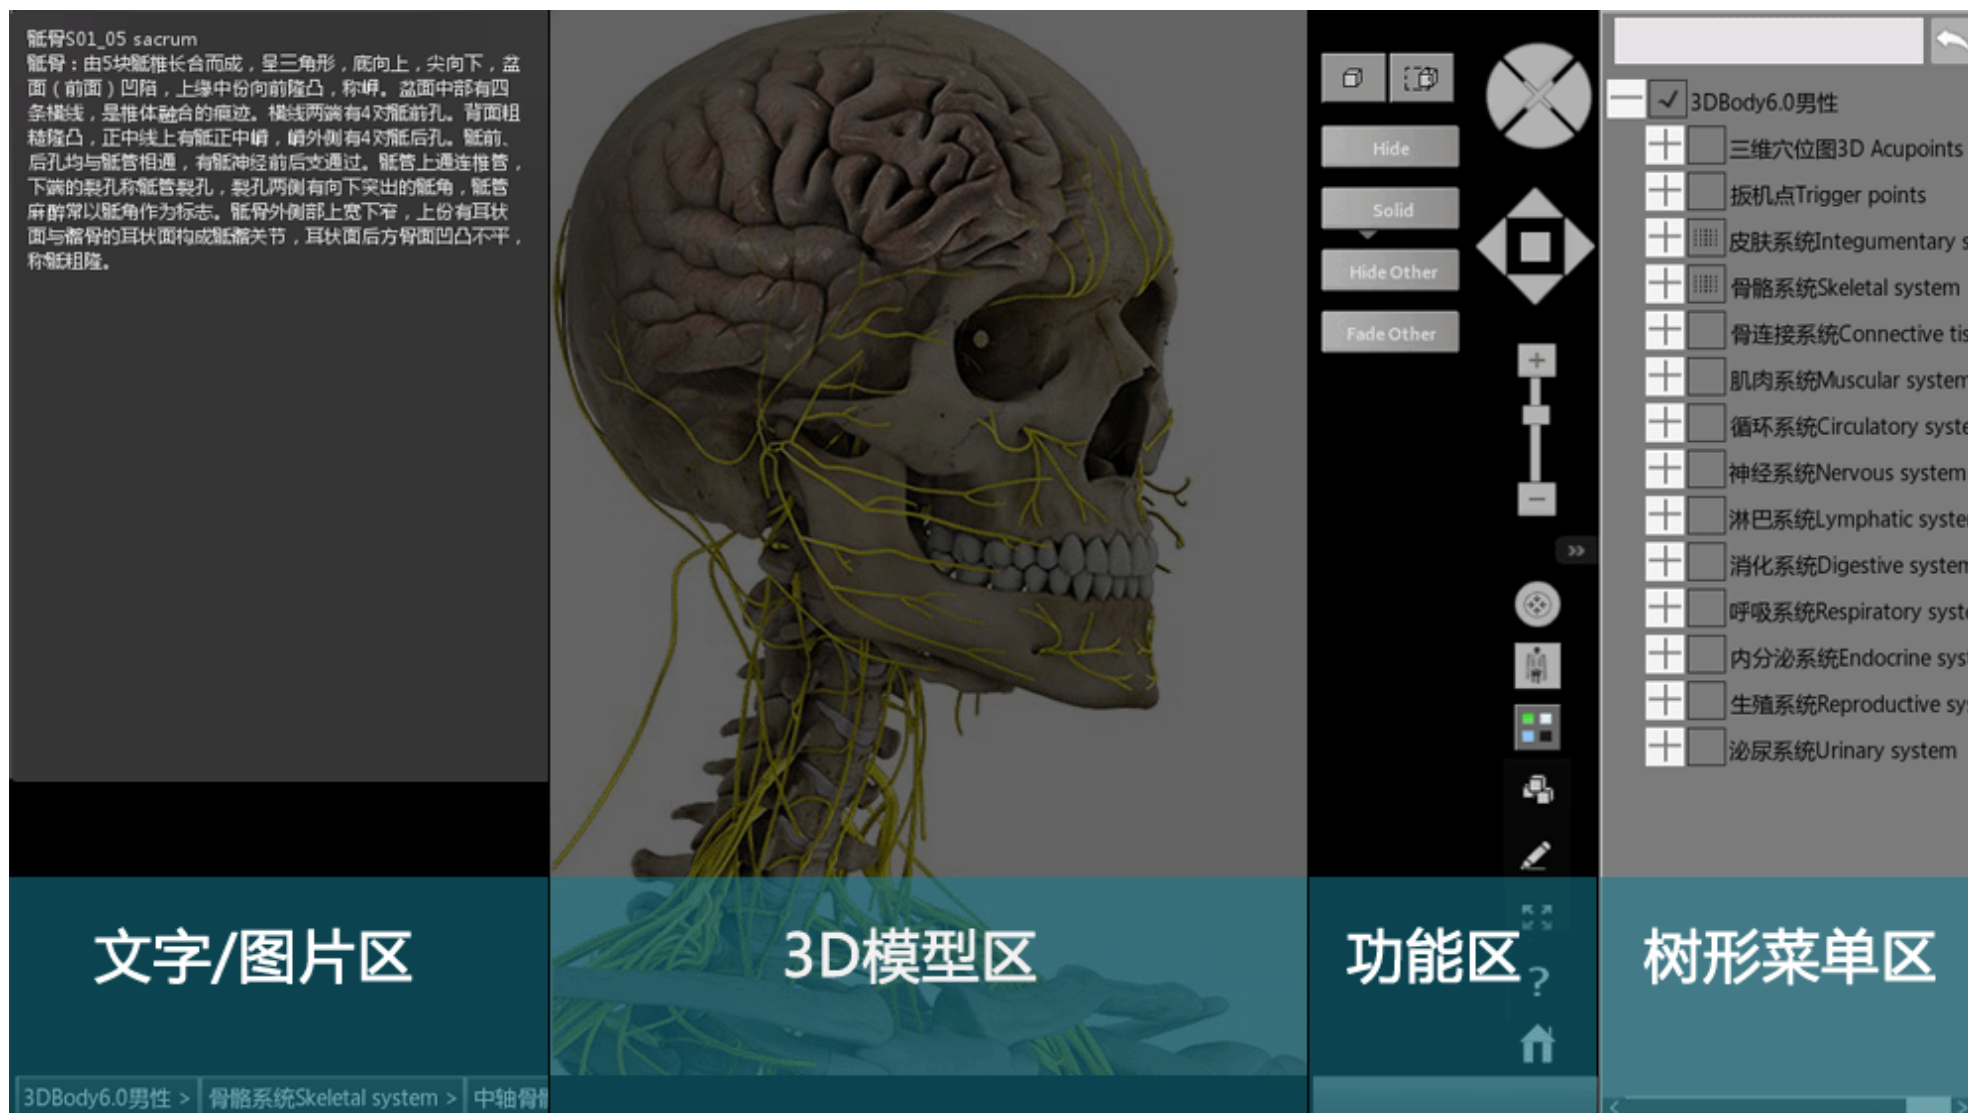 骶骨S01_05 sacrum
骶骨：由5块骶椎长合而成，呈三角形，底向上，尖向下，盆
面（前面）凹陷，上缘中份向前隆凸，称岬。盆面中部有四
条横线，是椎体融合的痕迹。横线两端有4对骶前孔。背面粗
糙隆凸，正中线上有骶正中嵴，嵴外侧有4对骶后孔。骶前、
后孔均与骶管相通，有骶神经前后支通过。骶管上通连椎管，
下端的裂孔称骶管裂孔，裂孔两侧有向下突出的骶角，骶管
麻醉常以骶角作为标志。骶骨外侧部上宽下窄，上份有耳状
面与髂骨的耳状面构成骶髂关节，耳状面后方骨面凹凸不平，
称骶粗隆。
Hide
Solid
Hide Other
Fade Other
3DBody6.0男性
三维穴位图3D Acupoints
扳机点Trigger points
皮肤系统Integumentary s
骨骼系统Skeletal system
骨连接系统Connective tis
肌肉系统Muscular system
循环系统Circulatory syste
神经系统Nervous system
淋巴系统Lymphatic syste
消化系统Digestive system
呼吸系统Respiratory syste
内分泌系统Endocrine syst
生殖系统Reproductive sys
泌尿系统Urinary system
文字/图片区
3D模型区
功能区
树形菜单区
?
3DBody6.0男性 >
骨骼系统Skeletal system >
中轴骨